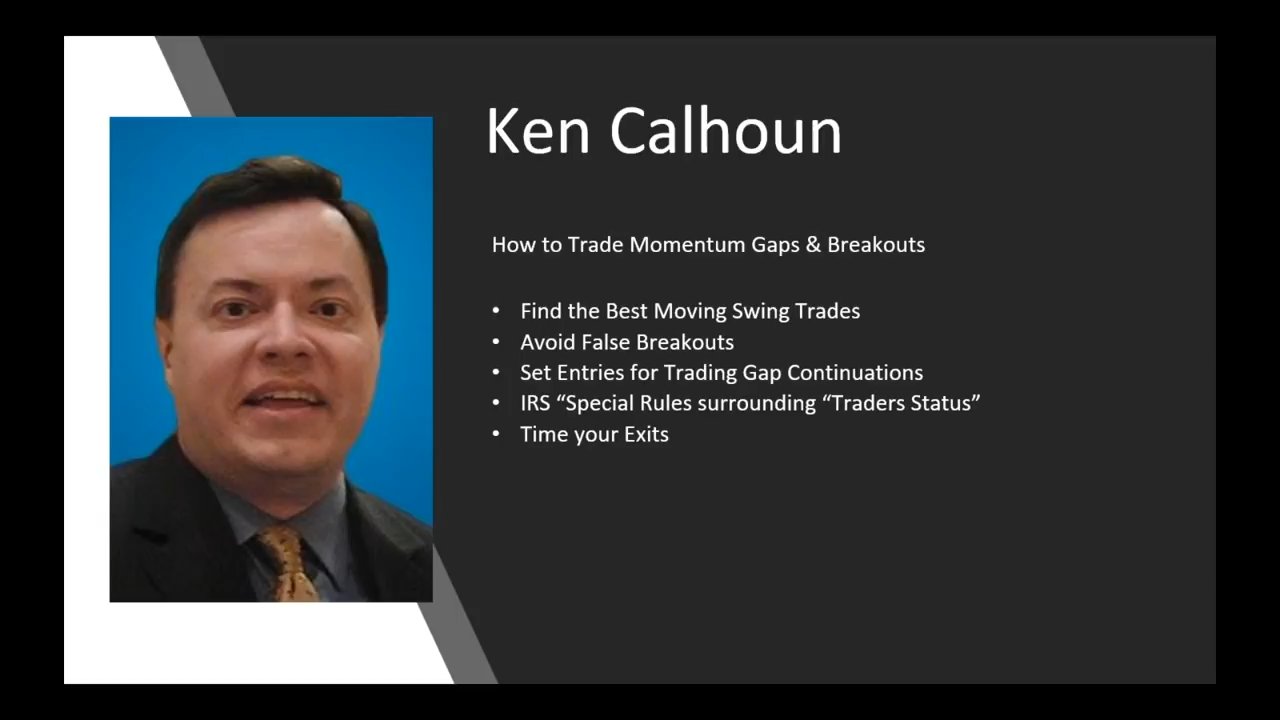 Ken Calhoun
How to Trade Momentum Gaps & Breakouts
• Find the Best Moving Swing Trades
• Avoid False Breakouts
• Set Entries for Trading Gap Continuations
• IRS “Special Rules surrounding “Traders Status”
• Time your Exits